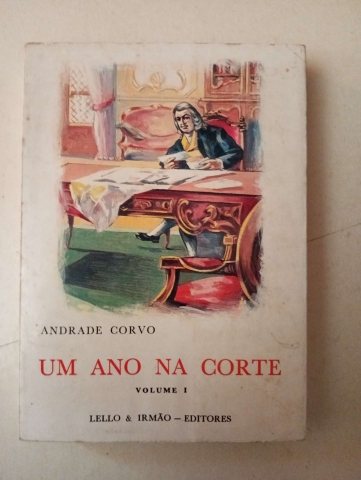 ANDRADE CORVO
UM ANO NA CORTE
VOLUME I
LELLO & IRMÃO — EDITORES